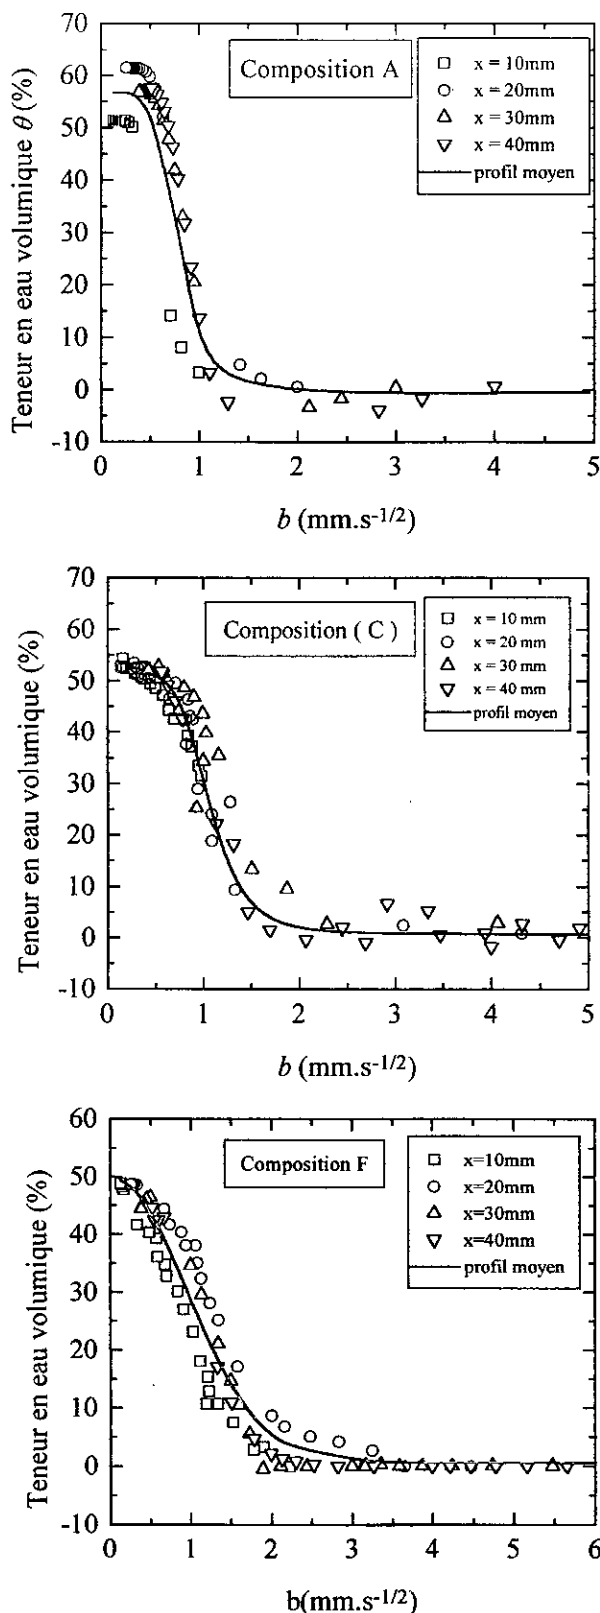 70
60
50
40
30
20
10
0
-10
Teneur en eau volumique θ (%)
Composition A
x = 10mm
x = 20mm
x = 30mm
x = 40mm
profil moyen
0 1 2 3 4 5
b (mm.s-1/2)
70
60
50
40
30
20
10
0
-10
Teneur en eau volumique (%)
Composition ( C )
x = 10 mm
x = 20 mm
x = 30 mm
x = 40 mm
profil moyen
0 1 2 3 4 5
b (mm.s-1/2)
60
50
40
30
20
10
0
-10
Teneur en eau volumique (%)
Composition F
x=10mm
x=20mm
x=30mm
x=40mm
profil moyen
0 1 2 3 4 5 6
b(mm.s-1/2)